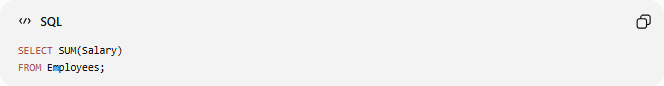 SQL
SELECT SUM(Salary)
FROM Employees;